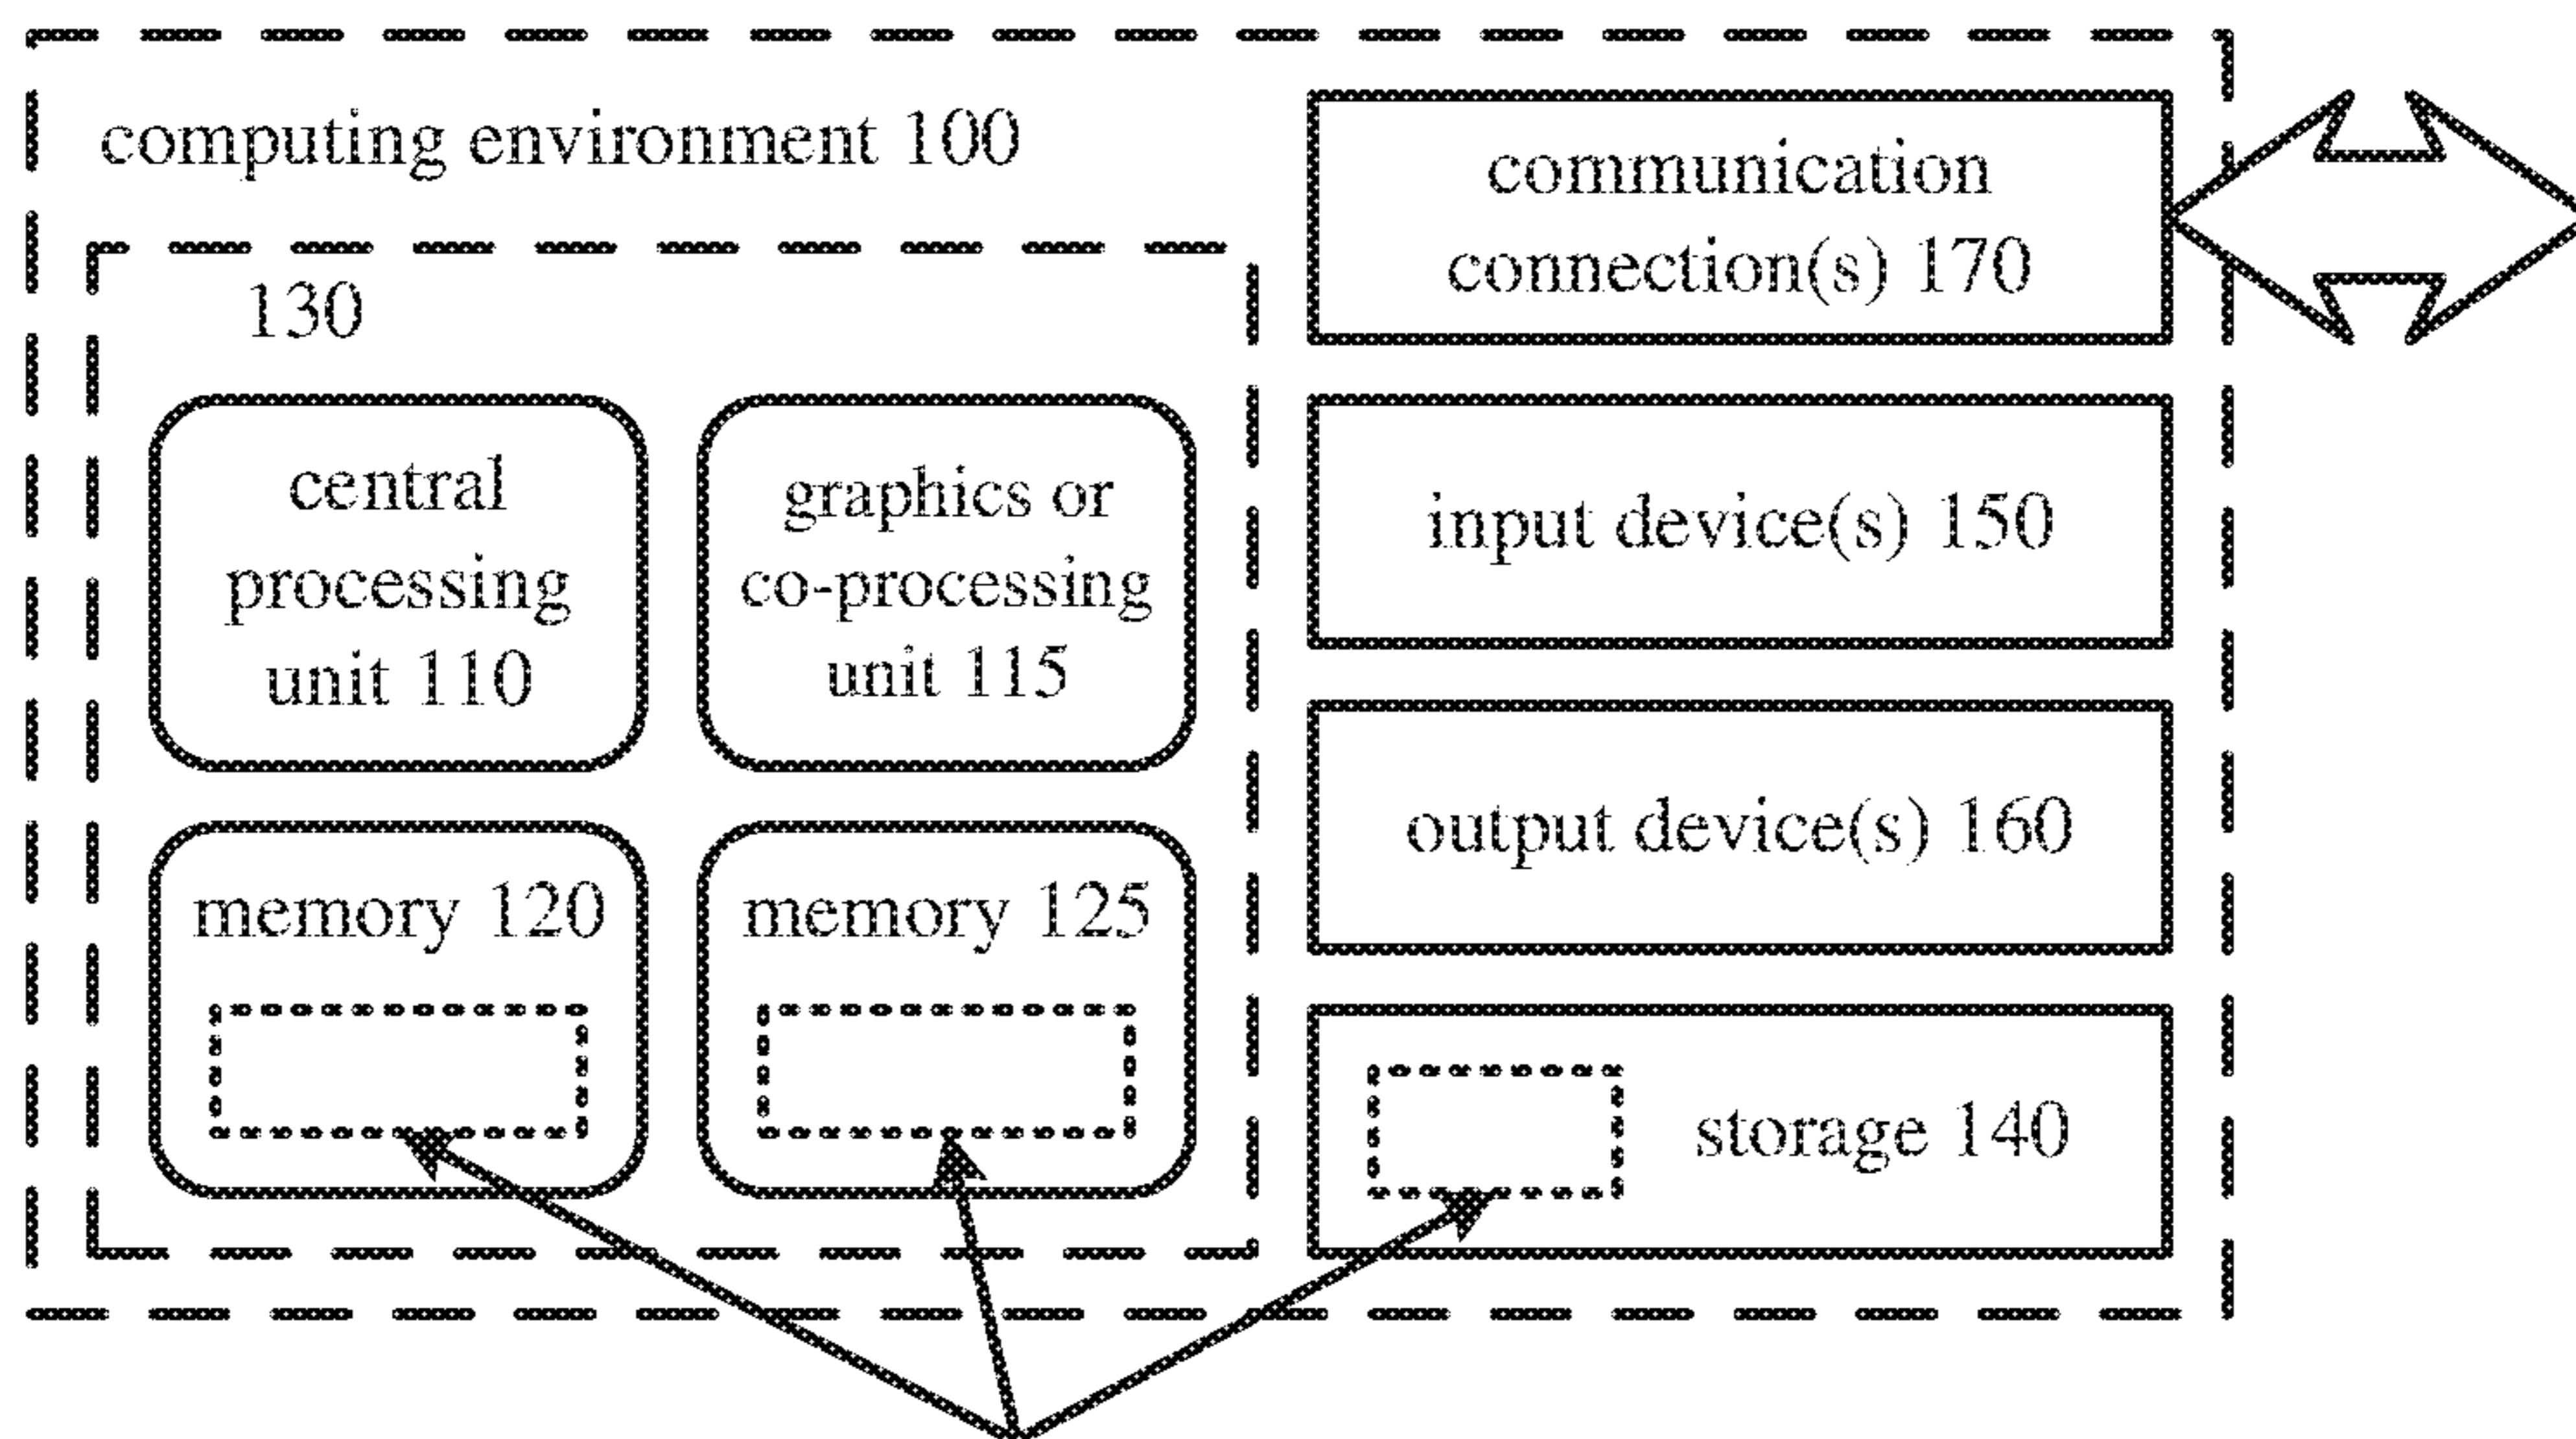 computing environment 100
communication
connection(s) 170
130
central
processing
unit 110
graphics or
co-processing
unit 115
input device(s) 150
output device(s) 160
memory 120
memory 125
storage 140